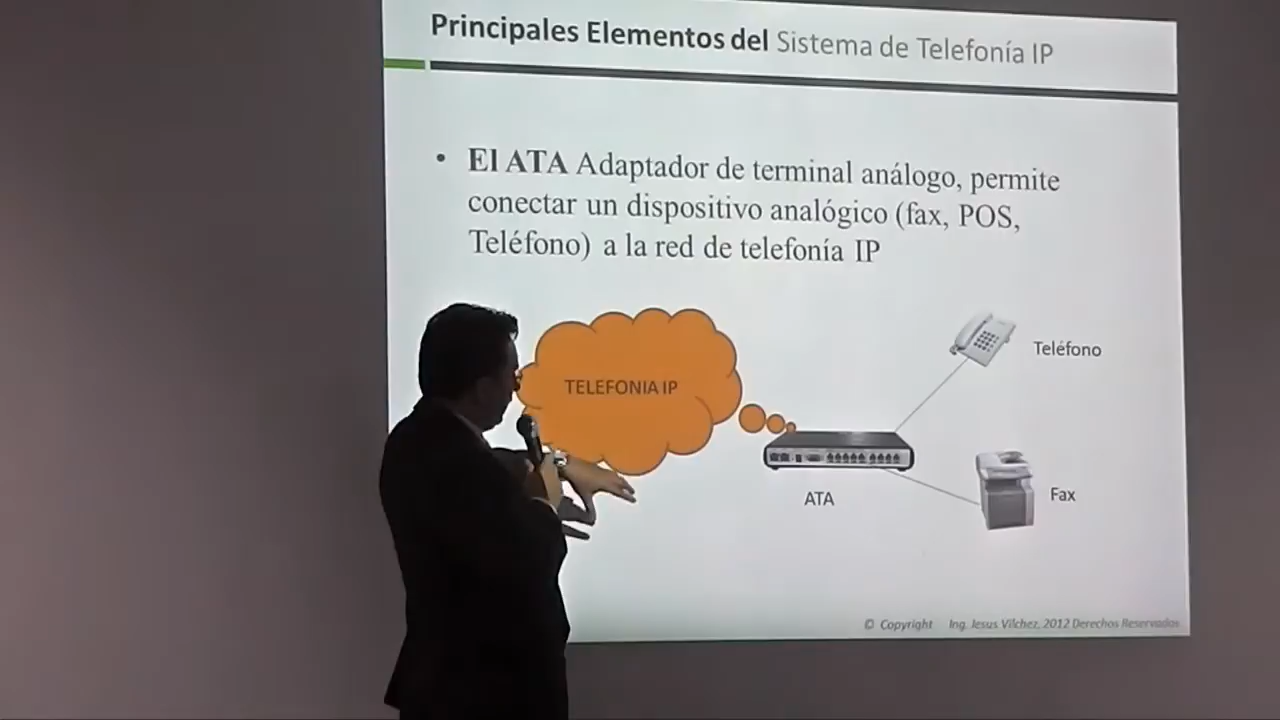 Principales Elementos del Sistema de Telefonía IP
• El ATA Adaptador de terminal análogo, permite
conectar un dispositivo analógico (fax, POS,
Teléfono) a la red de telefonía IP
TELEFONIA IP
Teléfono
ATA
Fax
© Copyright Ing. Jesus Vilchez, 2012 Derechos Reservados